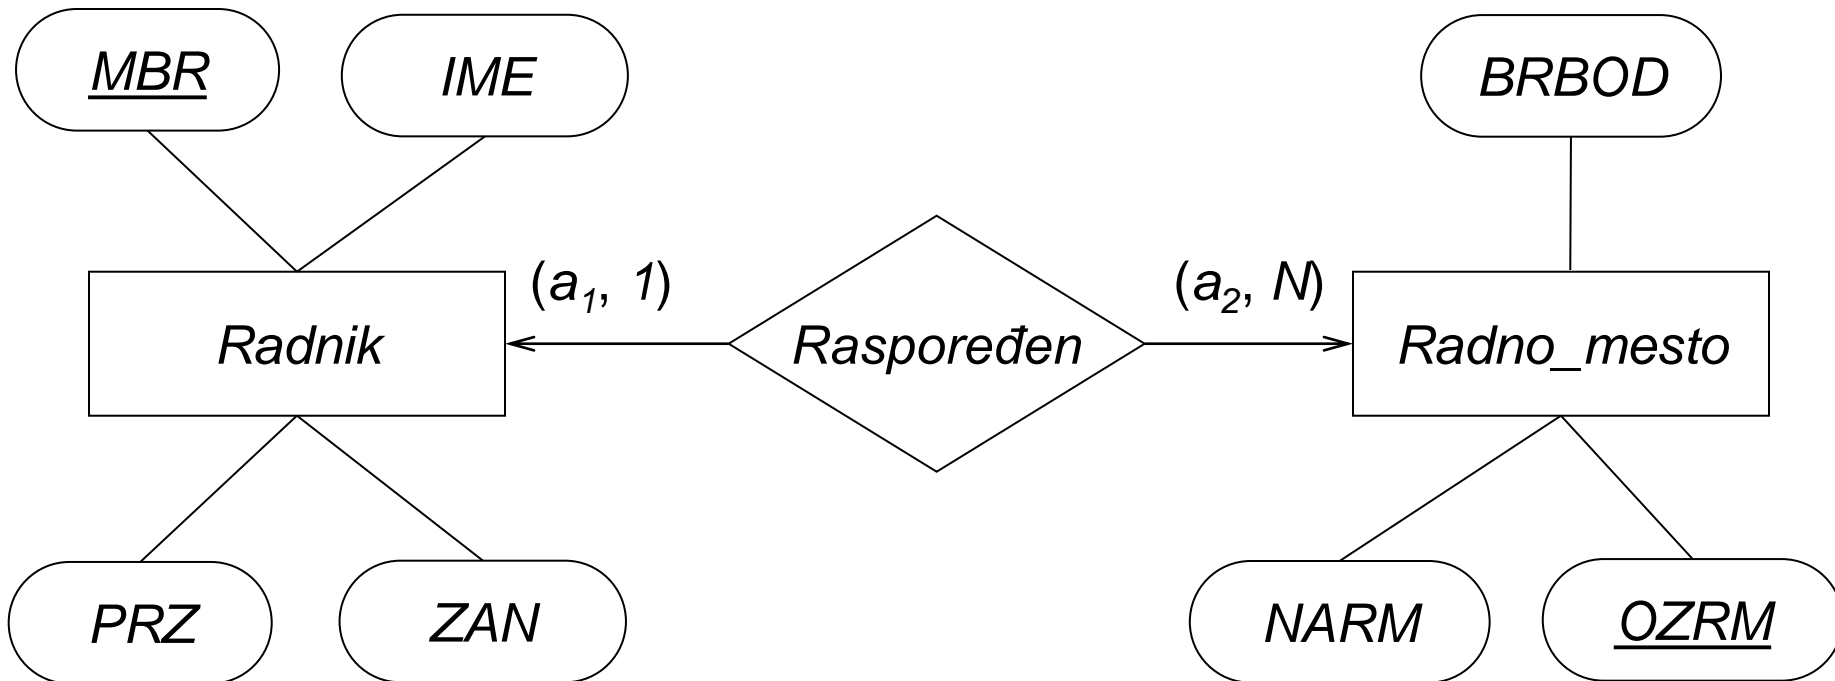 MBR
IME
BRBOD
(a₁, 1)
(a₂, N)
Radnik
Raspoređen
Radno_mesto
PRZ
ZAN
NARM
OZRM